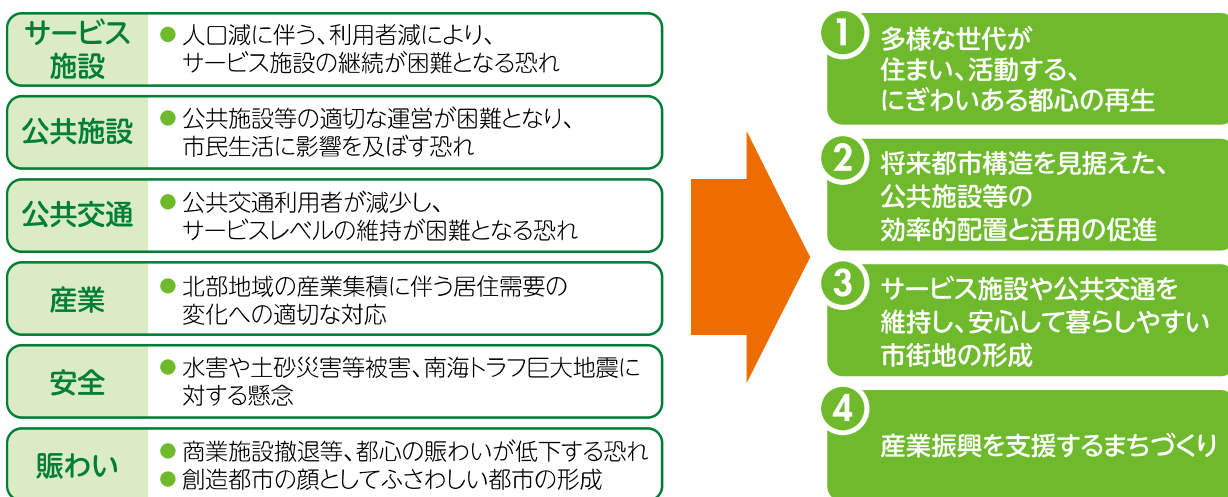 サービス
施設
● 人口減に伴う、利用者減により、
サービス施設の継続が困難となる恐れ
公共施設
● 公共施設等の適切な運営が困難となり、
市民生活に影響を及ぼす恐れ
公共交通
● 公共交通利用者が減少し、
サービスレベルの維持が困難となる恐れ
産業
● 北部地域の産業集積に伴う居住需要の
変化への適切な対応
安全
● 水害や土砂災害等被害、南海トラフ巨大地震に
対する懸念
賑わい
● 商業施設撤退等、都心の賑わいが低下する恐れ
● 創造都市の顔としてふさわしい都市の形成
1 多様な世代が
住まい、活動する、
にぎわいある都心の再生
2 将来都市構造を見据えた、
公共施設等の
効率的配置と活用の促進
3 サービス施設や公共交通を
維持し、安心して暮らしやすい
市街地の形成
4 産業振興を支援するまちづくり